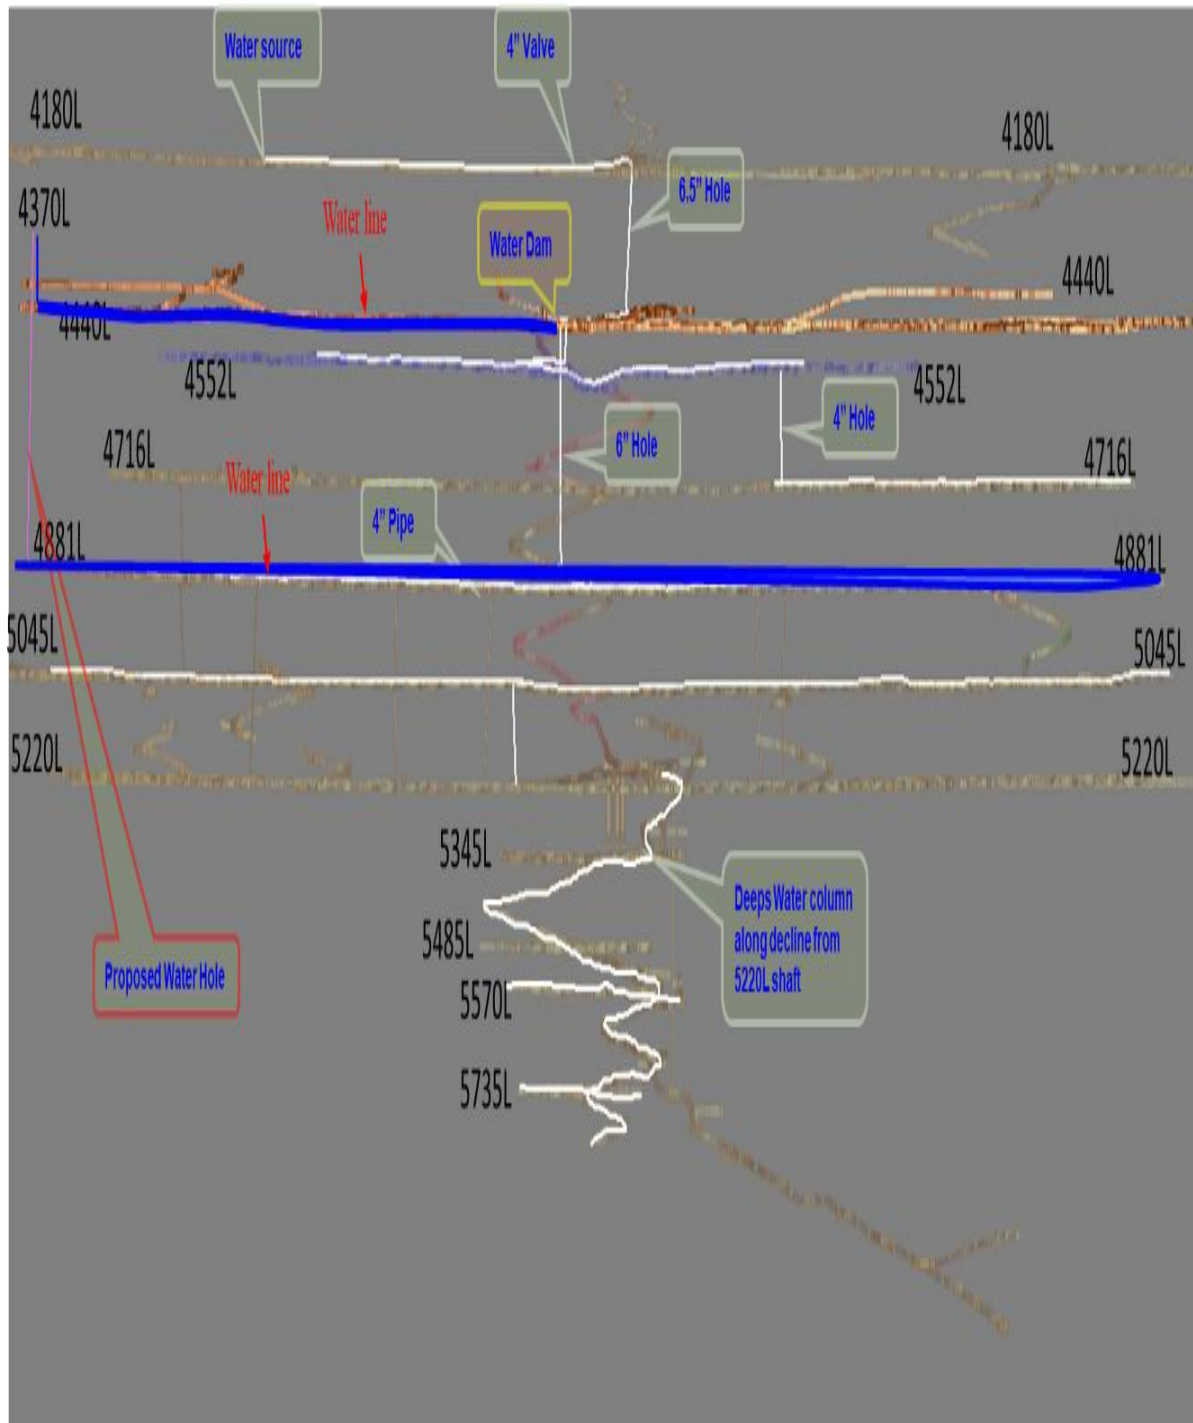 Water source
4" Valve
4180L
4180L
6.5" Hole
4370L
Water line
Water Dam
4440L
4440L
4552L
4552L
4" Hole
6" Hole
4716L
4716L
Water line
4" Pipe
4881L
4881L
5045L
5045L
5220L
5220L
5345L
Deeps Water column
along decline from
5220L shaft
5485L
Proposed Water Hole
5570L
5735L